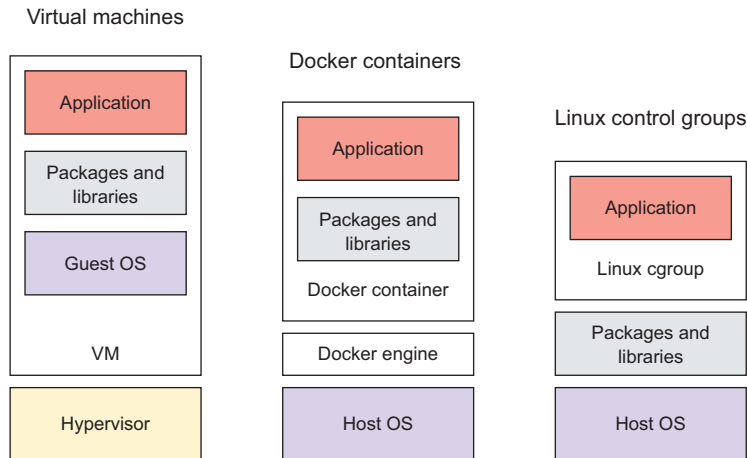 Virtual machines
Application
Packages and
libraries
Guest OS
VM
Hypervisor
Docker containers
Application
Packages and
libraries
Docker container
Docker engine
Host OS
Linux control groups
Application
Linux cgroup
Packages and
libraries
Host OS